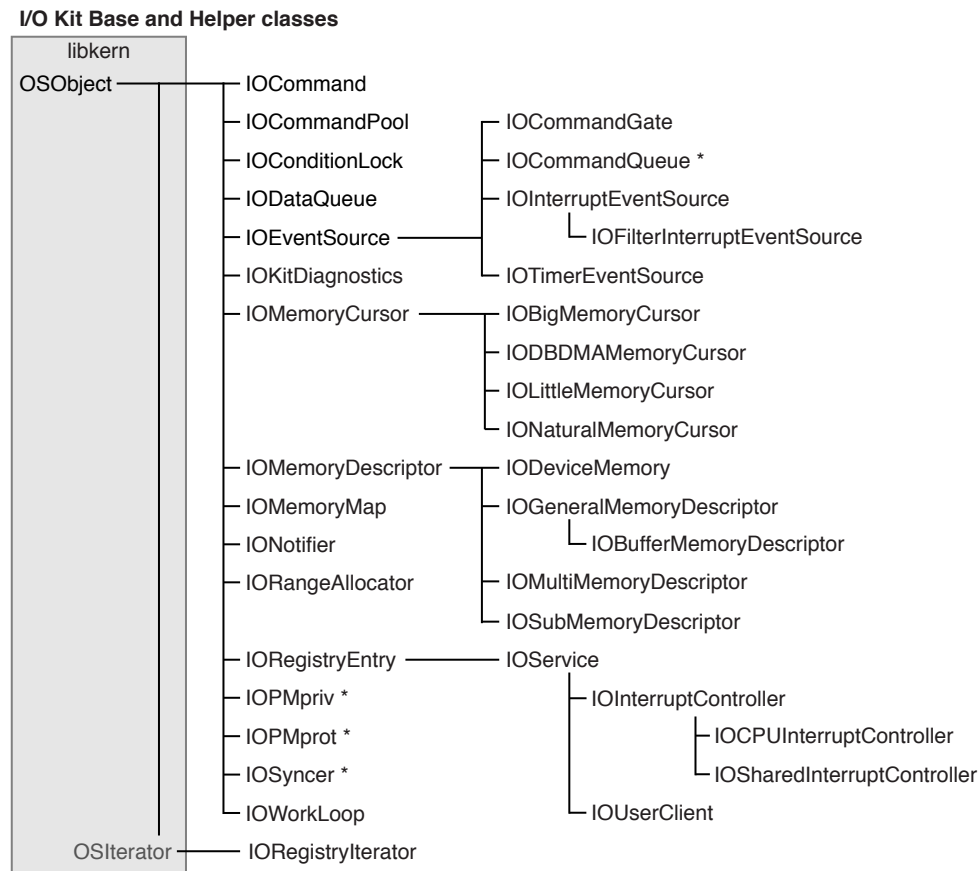 I/O Kit Base and Helper classes
libkern
OSObject
IOCommand
IOCommandPool
IOCommandGate
IOConditionLock
IOCommandQueue *
IODataQueue
IOInterruptEventSource
IOEventSource
IOFilterInterruptEventSource
IOKitDiagnostics
IOTimerEventSource
IOMemoryCursor
IOBigMemoryCursor
IODBDMAMemoryCursor
IOLittleMemoryCursor
IONaturalMemoryCursor
IOMemoryDescriptor
IODeviceMemory
IOMemoryMap
IOGeneralMemoryDescriptor
IONotifier
IOBufferMemoryDescriptor
IORangeAllocator
IOMultiMemoryDescriptor
IOSubMemoryDescriptor
IORegistryEntry
IOService
IOPMpriv *
IOInterruptController
IOPMprot *
IOCPUInterruptController
IOSyncer *
IOSharedInterruptController
IOWorkLoop
IOUserClient
OSIterator
IORegistryIterator